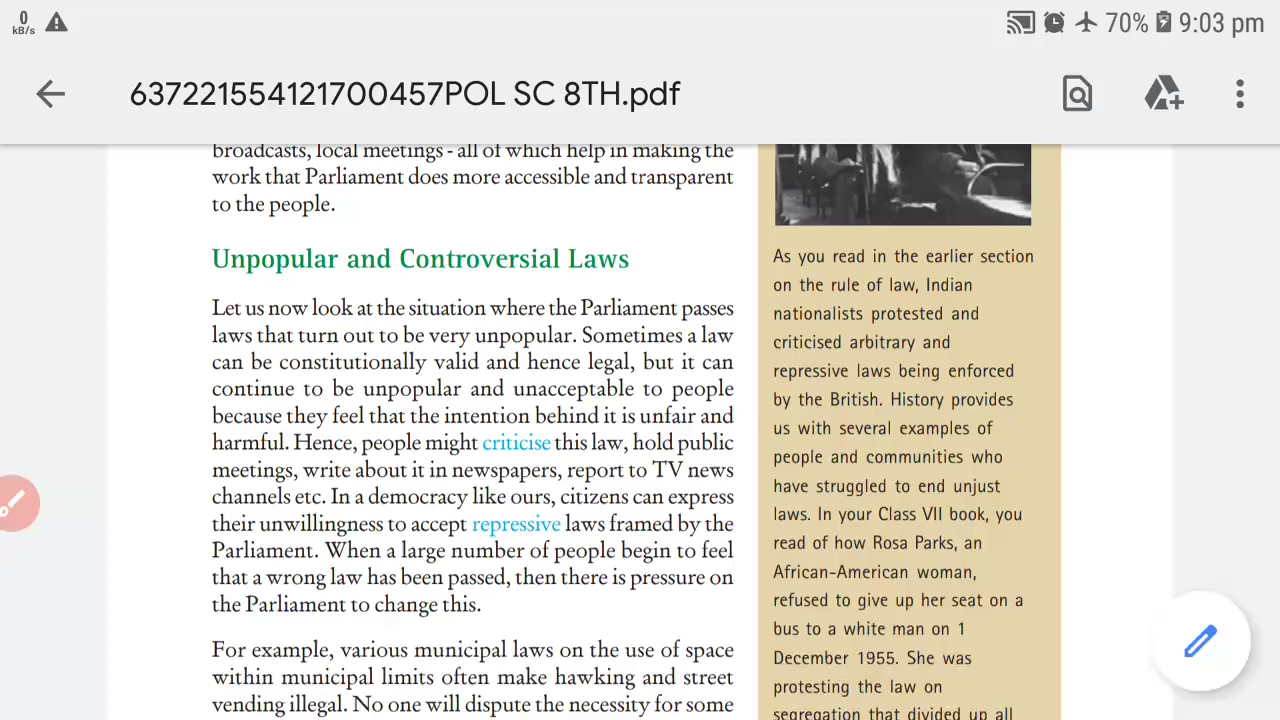 0
kB/s
70%
9:03 pm
637221554121700457POL SC 8TH.pdf
broadcasts, local meetings - all of which help in making the
work that Parliament does more accessible and transparent
to the people.
Unpopular and Controversial Laws
Let us now look at the situation where the Parliament passes
laws that turn out to be very unpopular. Sometimes a law
can be constitutionally valid and hence legal, but it can
continue to be unpopular and unacceptable to people
because they feel that the intention behind it is unfair and
harmful. Hence, people might criticise this law, hold public
meetings, write about it in newspapers, report to TV news
channels etc. In a democracy like ours, citizens can express
their unwillingness to accept repressive laws framed by the
Parliament. When a large number of people begin to feel
that a wrong law has been passed, then there is pressure on
the Parliament to change this.
For example, various municipal laws on the use of space
within municipal limits often make hawking and street
vending illegal. No one will dispute the necessity for some
As you read in the earlier section
on the rule of law, Indian
nationalists protested and
criticised arbitrary and
repressive laws being enforced
by the British. History provides
us with several examples of
people and communities who
have struggled to end unjust
laws. In your Class VII book, you
read of how Rosa Parks, an
African-American woman,
refused to give up her seat on a
bus to a white man on 1
December 1955. She was
protesting the law on
segregation that divided up all